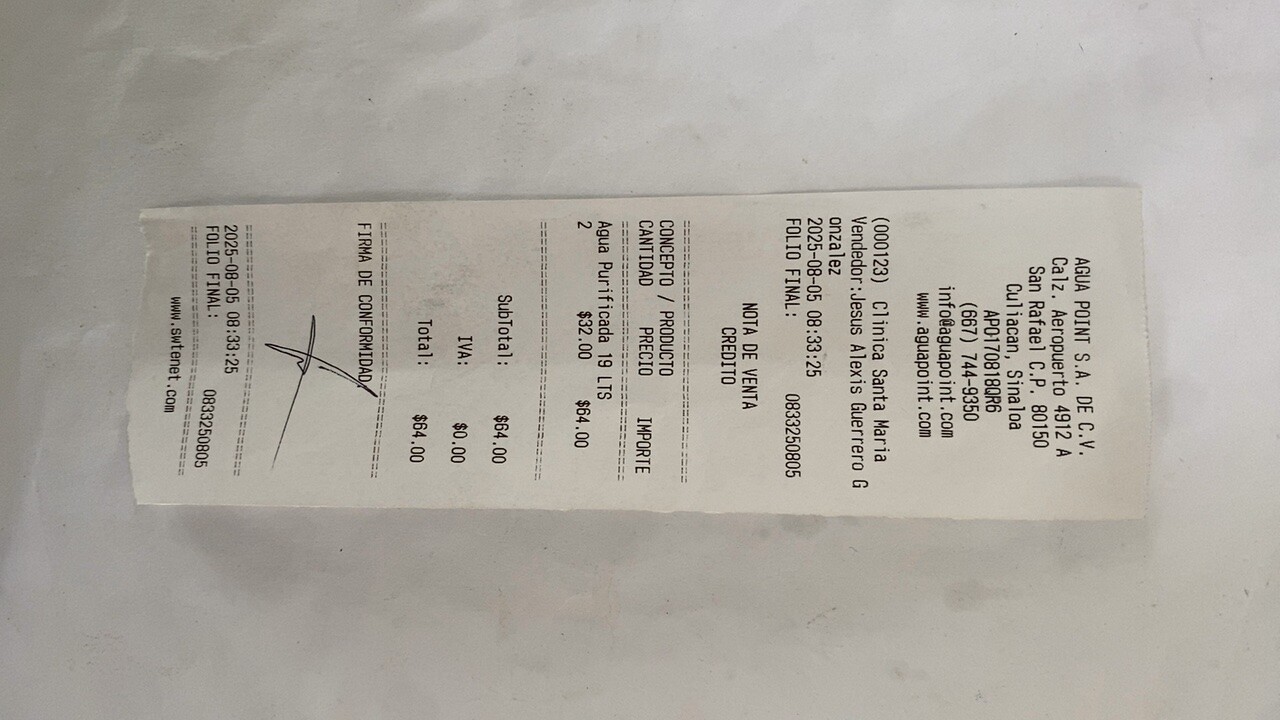 AGUA POINT S.A. DE C.V.
Calz. Aeropuerto 4912 A
San Rafael C.P. 80150
Culiacan, Sinaloa
APO170818QR6
(667) 744-9350
info@aguapoint.com
www.aguapoint.com
(000123) Clinica Santa Maria
Vendedor:Jesus Alexis Guerrero G
onzalez
2025-08-05 08:33:25
FOLIO FINAL: 0833250805
NOTA DE VENTA
CREDITO
================================
CONCEPTO / PRODUCTO
CANTIDAD PRECIO IMPORTE
================================
Agua Purificada 19 LTS
2 $32.00 $64.00
================================
SubTotal: $64.00
IVA: $0.00
Total: $64.00
================================
FIRMA DE CONFORMIDAD
================================
2025-08-05 08:33:25
FOLIO FINAL: 0833250805
================================
www.swtenet.com